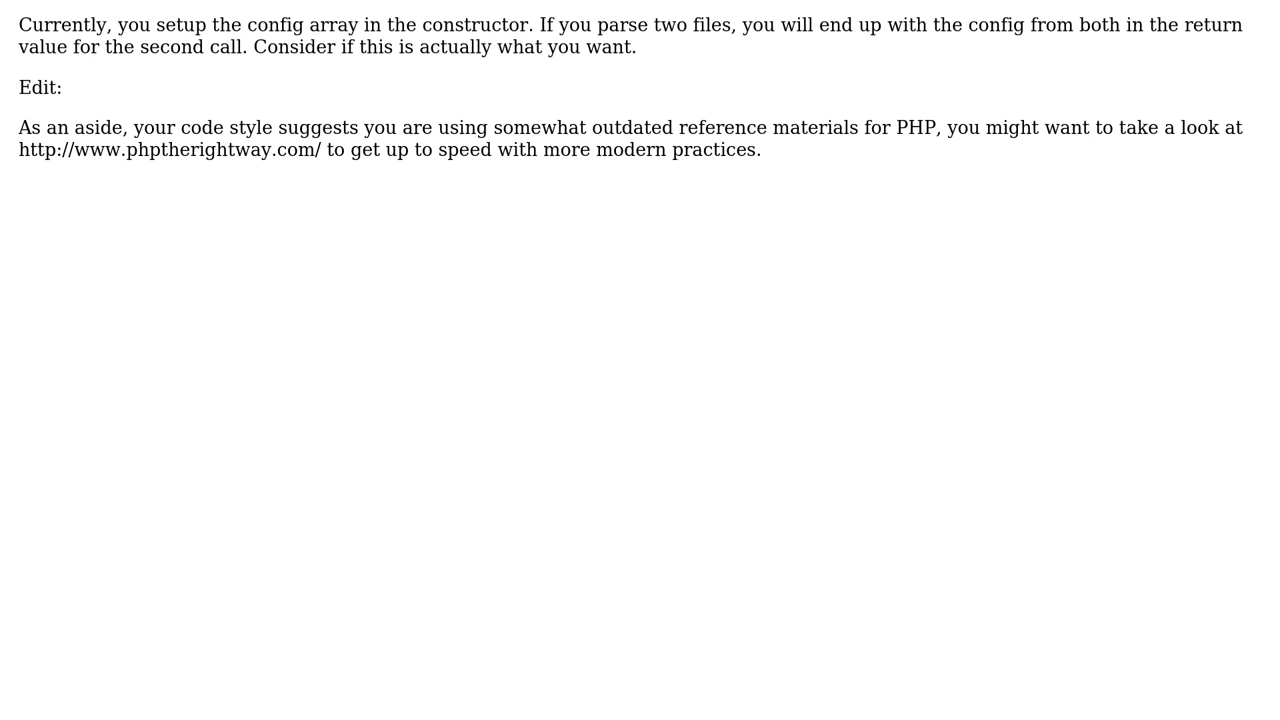 Currently, you setup the config array in the constructor. If you parse two files, you will end up with the config from both in the return
value for the second call. Consider if this is actually what you want.
Edit:
As an aside, your code style suggests you are using somewhat outdated reference materials for PHP, you might want to take a look at
http://www.phptherightway.com/ to get up to speed with more modern practices.